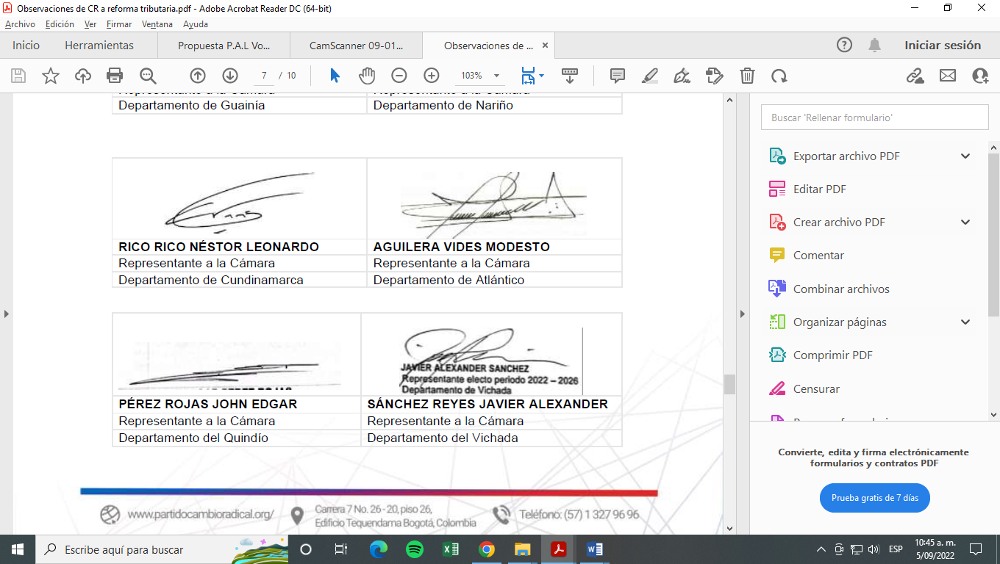 Observaciones de CR a reforma tributaria.pdf - Adobe Acrobat Reader DC (64-bit)
Archivo Edición Ver Firmar Ventana Ayuda
Inicio Herramientas Propuesta P.A.L Vo... CamScanner 09-01... Observaciones de ... × Iniciar sesión
7 / 10 103%
Representante a la Cámara Representante a la Cámara
Departamento de Guainía Departamento de Nariño
RICO RICO NÉSTOR LEONARDO AGUILERA VIDES MODESTO
Representante a la Cámara Representante a la Cámara
Departamento de Cundinamarca Departamento de Atlántico
JAVIER ALEXANDER SANCHEZ
Representante electo periodo 2022 – 2026
Departamento de Vichada
PÉREZ ROJAS JOHN EDGAR SÁNCHEZ REYES JAVIER ALEXANDER
Representante a la Cámara Representante a la Cámara
Departamento del Quindío Departamento del Vichada
www.partidocambioradical.org/ Carrera 7 No. 26 - 20, piso 26,
Edificio Tequendama Bogotá, Colombia Teléfono: (57) 1 327 96 96
Buscar 'Rellenar formulario'
Exportar archivo PDF
Editar PDF
Crear archivo PDF
Comentar
Combinar archivos
Organizar páginas
Comprimir PDF
Censurar
Convierte, edita y firma electrónicamente
formularios y contratos PDF
Prueba gratis de 7 días
Escribe aquí para buscar ESP 10:45 a. m.
5/09/2022